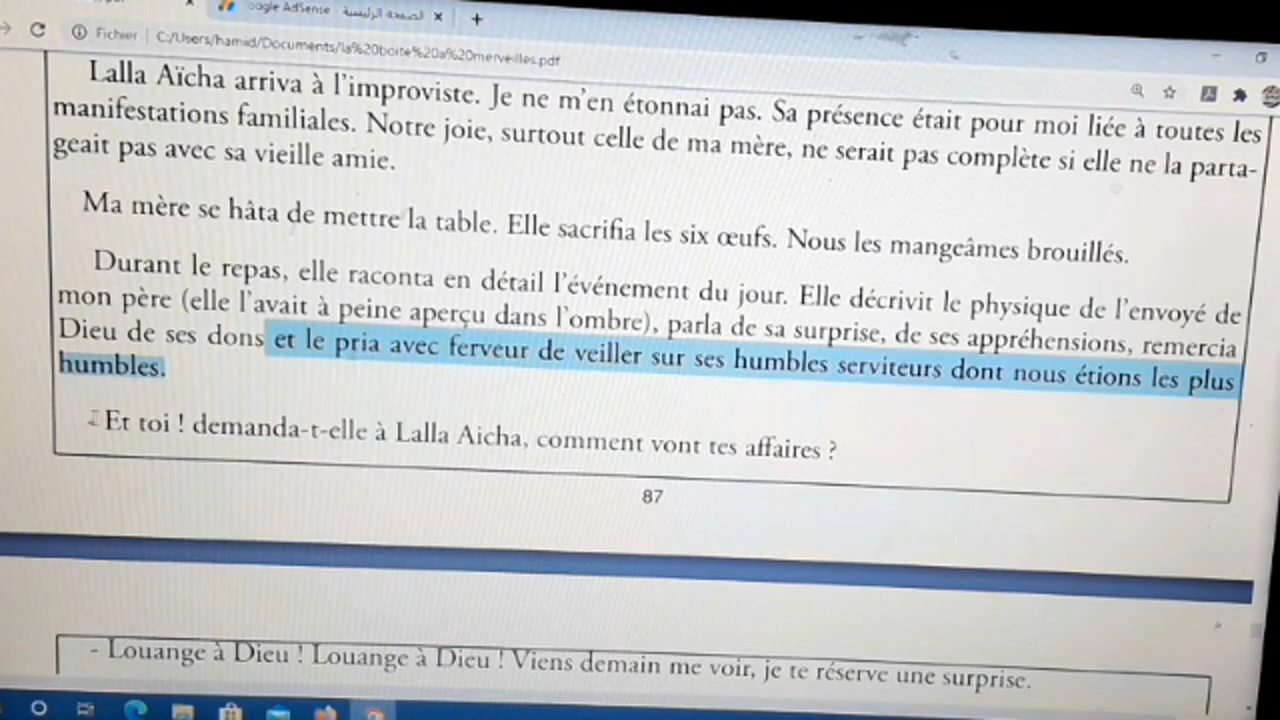 oogle AdSense - الصفحة الرئيسية
Fichier | C:/Users/hamid/Documents/la%20boite%20a%20merveilles.pdf
Lalla Aïcha arriva à l'improviste. Je ne m'en étonnai pas. Sa présence était pour moi liée à toutes les
manifestations familiales. Notre joie, surtout celle de ma mère, ne serait pas complète si elle ne la parta-
geait pas avec sa vieille amie.
Ma mère se hâta de mettre la table. Elle sacrifia les six œufs. Nous les mangeâmes brouillés.
Durant le repas, elle raconta en détail l'événement du jour. Elle décrivit le physique de l'envoyé de
mon père (elle l'avait à peine aperçu dans l'ombre), parla de sa surprise, de ses appréhensions, remercia
Dieu de ses dons et le pria avec ferveur de veiller sur ses humbles serviteurs dont nous étions les plus
humbles.
- Et toi ! demanda-t-elle à Lalla Aicha, comment vont tes affaires ?
87
- Louange à Dieu ! Louange à Dieu ! Viens demain me voir, je te réserve une surprise.